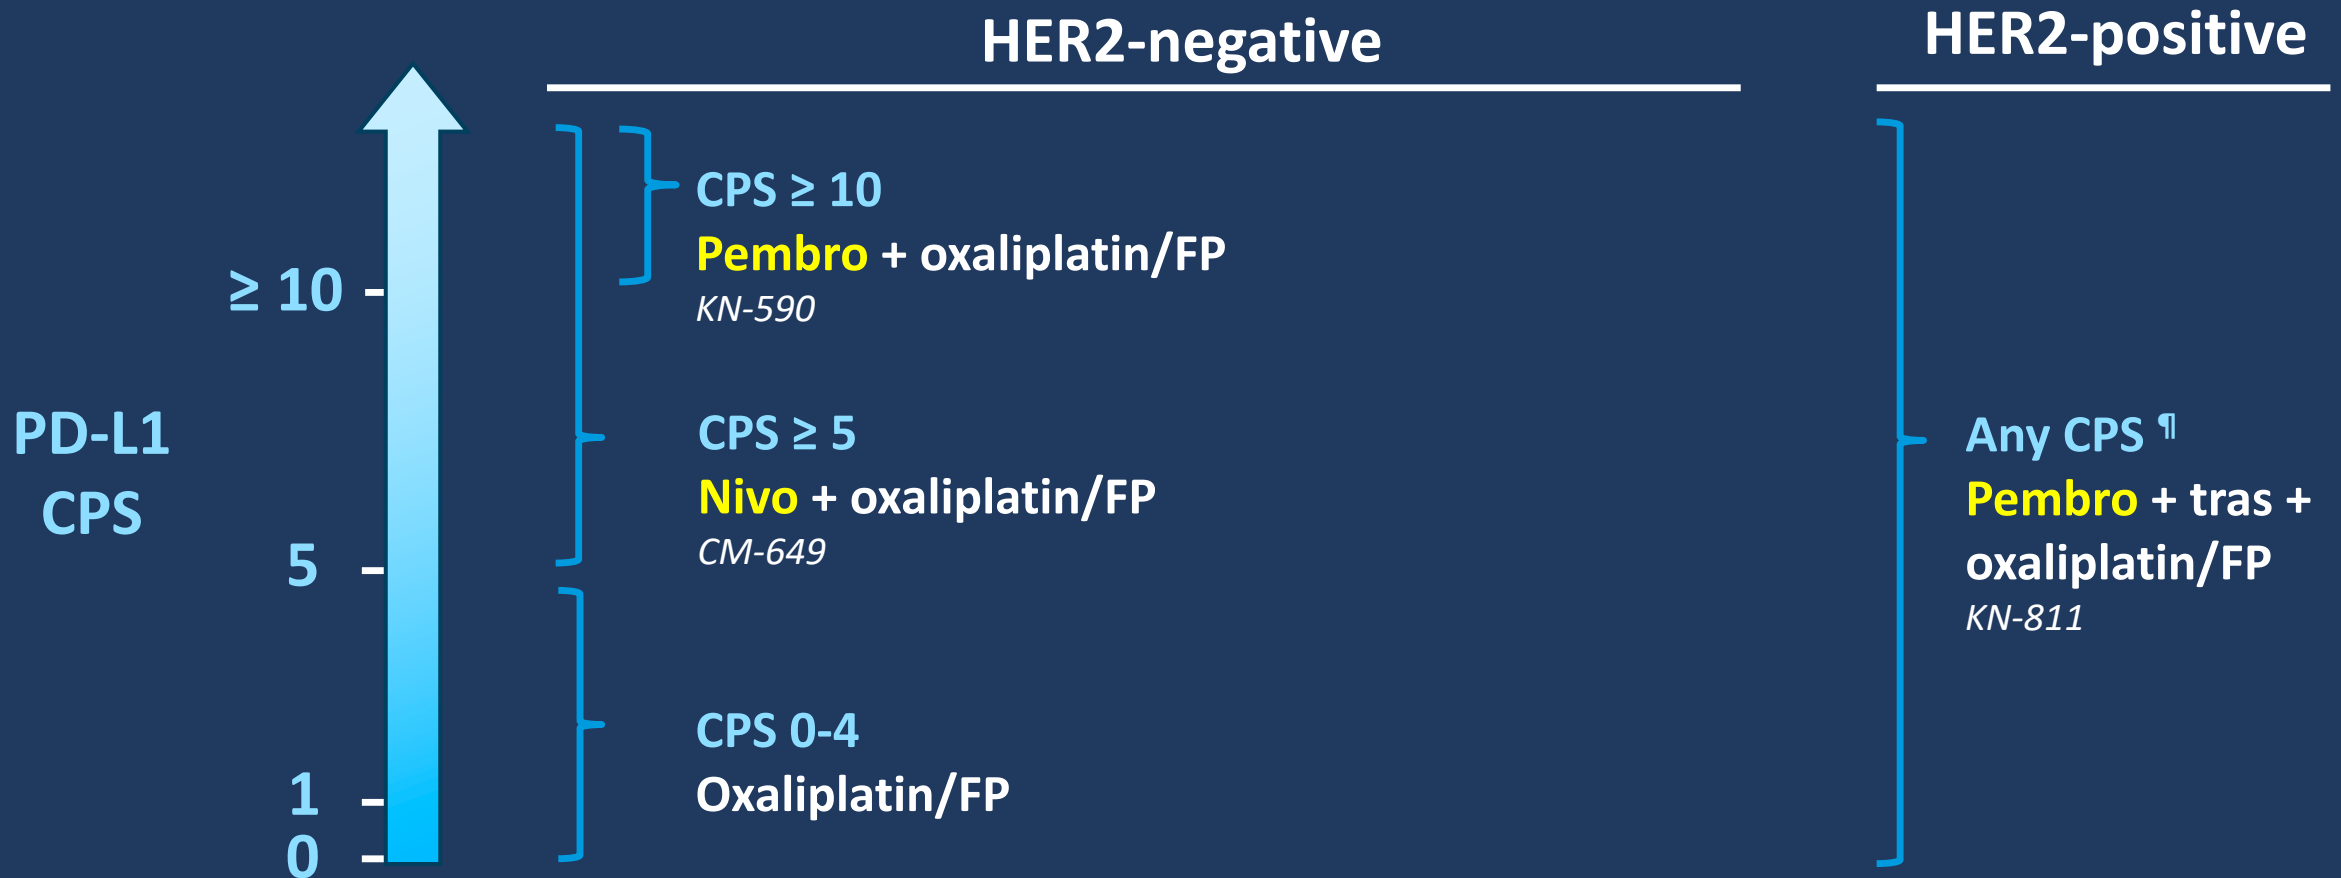 HER2-negative
HER2-positive
PD-L1
CPS
≥ 10
5
1
0
CPS ≥ 10
Pembro + oxaliplatin/FP
KN-590
CPS ≥ 5
Nivo + oxaliplatin/FP
CM-649
CPS 0-4
Oxaliplatin/FP
Any CPS ¶
Pembro + tras +
oxaliplatin/FP
KN-811